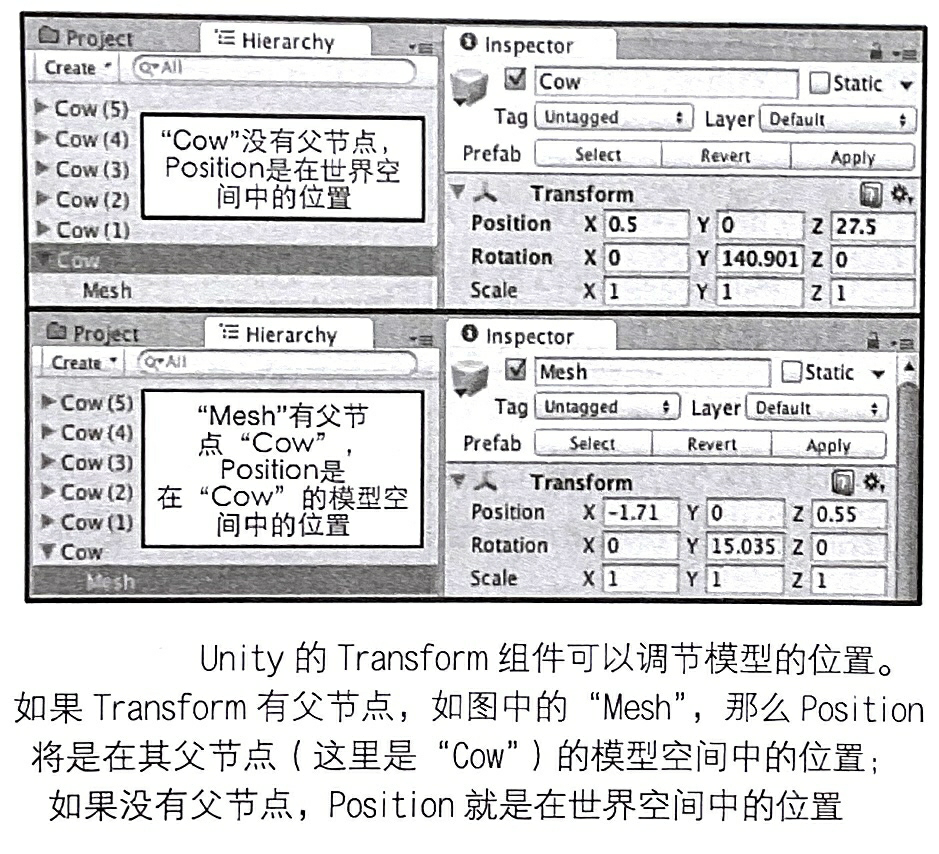 Project
Hierarchy
Create
All
Cow (5)
Cow (4)
Cow (3)
Cow (2)
Cow (1)
Cow
Mesh
“Cow”没有父节点，
Position是在世界空
间中的位置
Inspector
Cow
Static
Tag Untagged Layer Default
Prefab Select Revert Apply
Transform
Position X 0.5 Y 0 Z 27.5
Rotation X 0 Y 140.901 Z 0
Scale X 1 Y 1 Z 1
Project
Hierarchy
Create
All
Cow (5)
Cow (4)
Cow (3)
Cow (2)
Cow (1)
Cow
Mesh
“Mesh”有父节
点“Cow”，
Position是
在“Cow”的模型空
间中的位置
Inspector
Mesh
Static
Tag Untagged Layer Default
Prefab Select Revert Apply
Transform
Position X -1.71 Y 0 Z 0.55
Rotation X 0 Y 15.035 Z 0
Scale X 1 Y 1 Z 1
Unity 的 Transform 组件可以调节模型的位置。
如果 Transform 有父节点，如图中的“Mesh”，那么 Position
将是在其父节点（这里是“Cow”）的模型空间中的位置；
如果没有父节点，Position 就是在世界空间中的位置